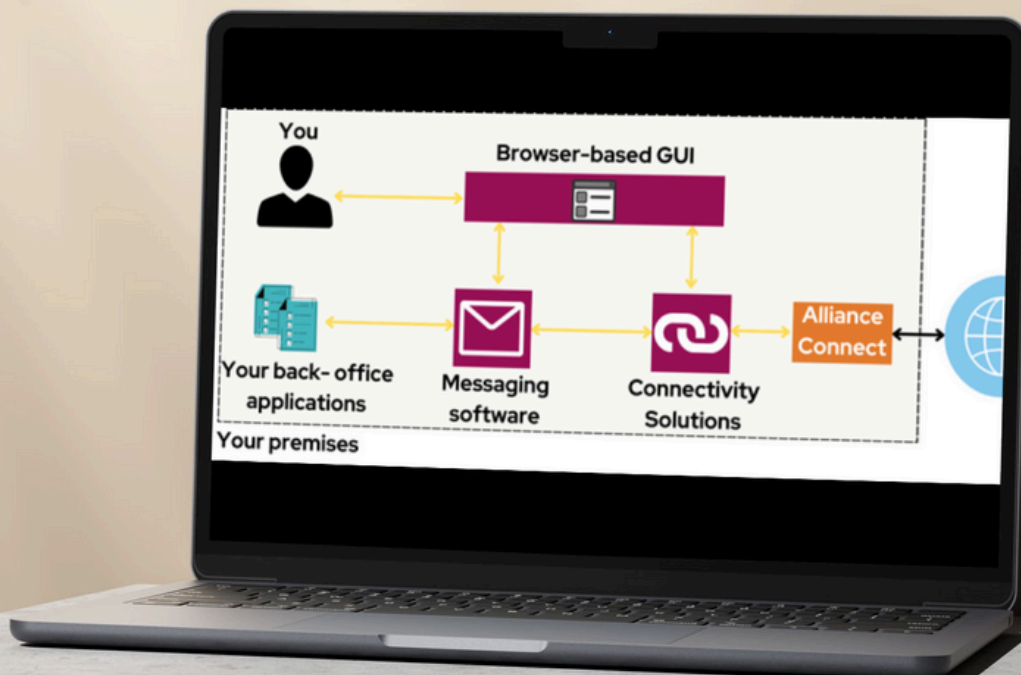 You
Browser-based GUI
Alliance
Connect
Your back- office
applications
Messaging
software
Connectivity
Solutions
Your premises